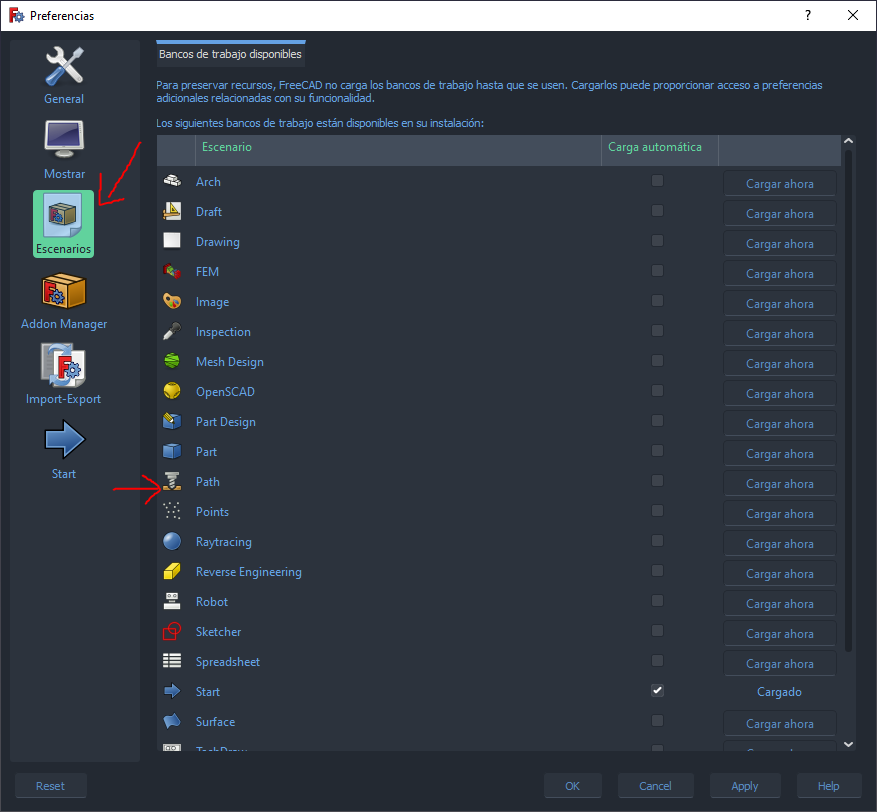 Preferencias
?
General
Mostrar
Escenarios
Addon Manager
Import-Export
Start
Bancos de trabajo disponibles
Para preservar recursos, FreeCAD no carga los bancos de trabajo hasta que se usen. Cargarlos puede proporcionar acceso a preferencias
adicionales relacionadas con su funcionalidad.
Los siguientes bancos de trabajo están disponibles en su instalación:
Escenario Carga automática
Arch Cargar ahora
Draft Cargar ahora
Drawing Cargar ahora
FEM Cargar ahora
Image Cargar ahora
Inspection Cargar ahora
Mesh Design Cargar ahora
OpenSCAD Cargar ahora
Part Design Cargar ahora
Part Cargar ahora
Path Cargar ahora
Points Cargar ahora
Raytracing Cargar ahora
Reverse Engineering Cargar ahora
Robot Cargar ahora
Sketcher Cargar ahora
Spreadsheet Cargar ahora
Start Cargado
Surface Cargar ahora
TechDraw
Reset OK Cancel Apply Help